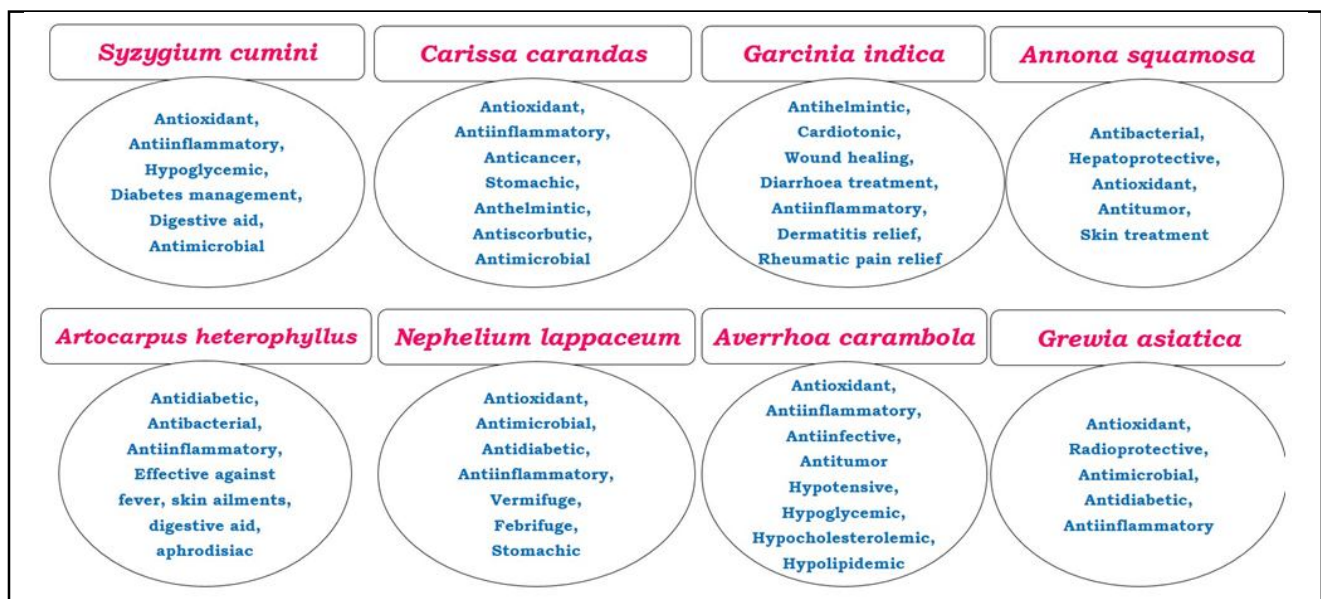 Syzygium cumini
Antioxidant,
Antiinflammatory,
Hypoglycemic,
Diabetes management,
Digestive aid,
Antimicrobial
Carissa carandas
Antioxidant,
Antiinflammatory,
Anticancer,
Stomachic,
Anthelmintic,
Antiscorbutic,
Antimicrobial
Garcinia indica
Antihelmintic,
Cardiotonic,
Wound healing,
Diarrhoea treatment,
Antiinflammatory,
Dermatitis relief,
Rheumatic pain relief
Annona squamosa
Antibacterial,
Hepatoprotective,
Antioxidant,
Antitumor,
Skin treatment
Artocarpus heterophyllus
Antidiabetic,
Antibacterial,
Antiinflammatory,
Effective against
fever, skin ailments,
digestive aid,
aphrodisiac
Nephelium lappaceum
Antioxidant,
Antimicrobial,
Antidiabetic,
Antiinflammatory,
Vermifuge,
Febrifuge,
Stomachic
Averrhoa carambola
Antioxidant,
Antiinflammatory,
Antiinfective,
Antitumor
Hypotensive,
Hypoglycemic,
Hypocholesterolemic,
Hypolipidemic
Grewia asiatica
Antioxidant,
Radioprotective,
Antimicrobial,
Antidiabetic,
Antiinflammatory